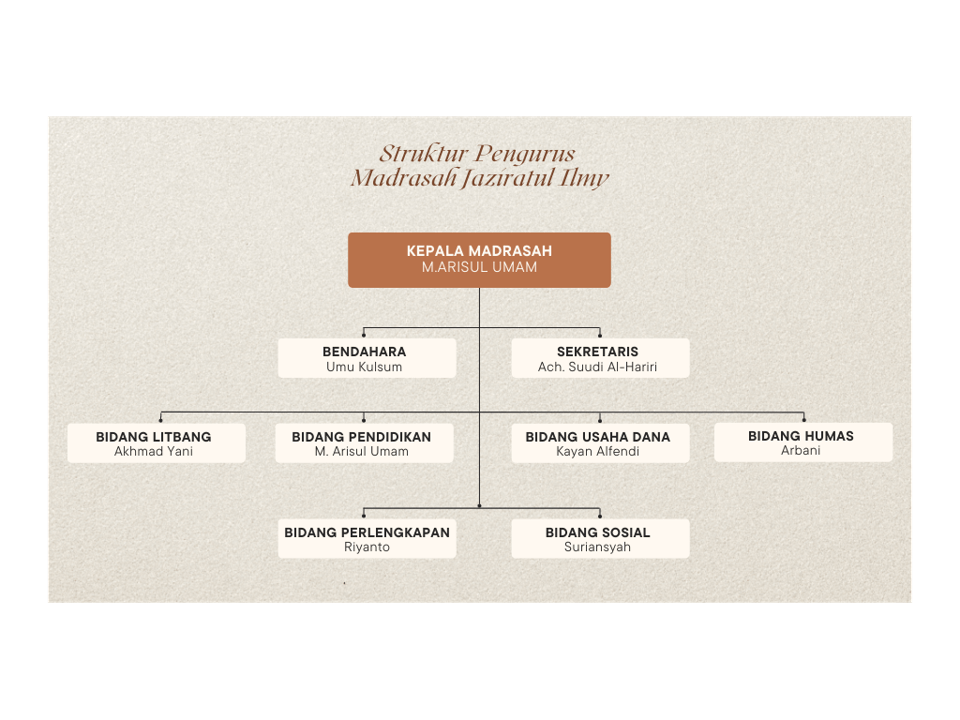 Struktur Pengurus
Madrasah Jaziratul Ilmy
KEPALA MADRASAH
M.ARISUL UMAM
BENDAHARA
Umu Kulsum
SEKRETARIS
Ach. Suudi Al-Hariri
BIDANG LITBANG
Akhmad Yani
BIDANG PENDIDIKAN
M. Arisul Umam
BIDANG USAHA DANA
Kayan Alfendi
BIDANG HUMAS
Arbani
BIDANG PERLENGKAPAN
Riyanto
BIDANG SOSIAL
Suriansyah